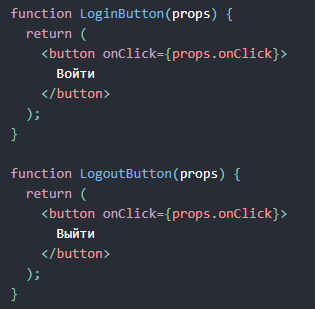 function LoginButton(props) {
  return (
    <button onClick={props.onClick}>
      Войти
    </button>
  );
}

function LogoutButton(props) {
  return (
    <button onClick={props.onClick}>
      Выйти
    </button>
  );
}